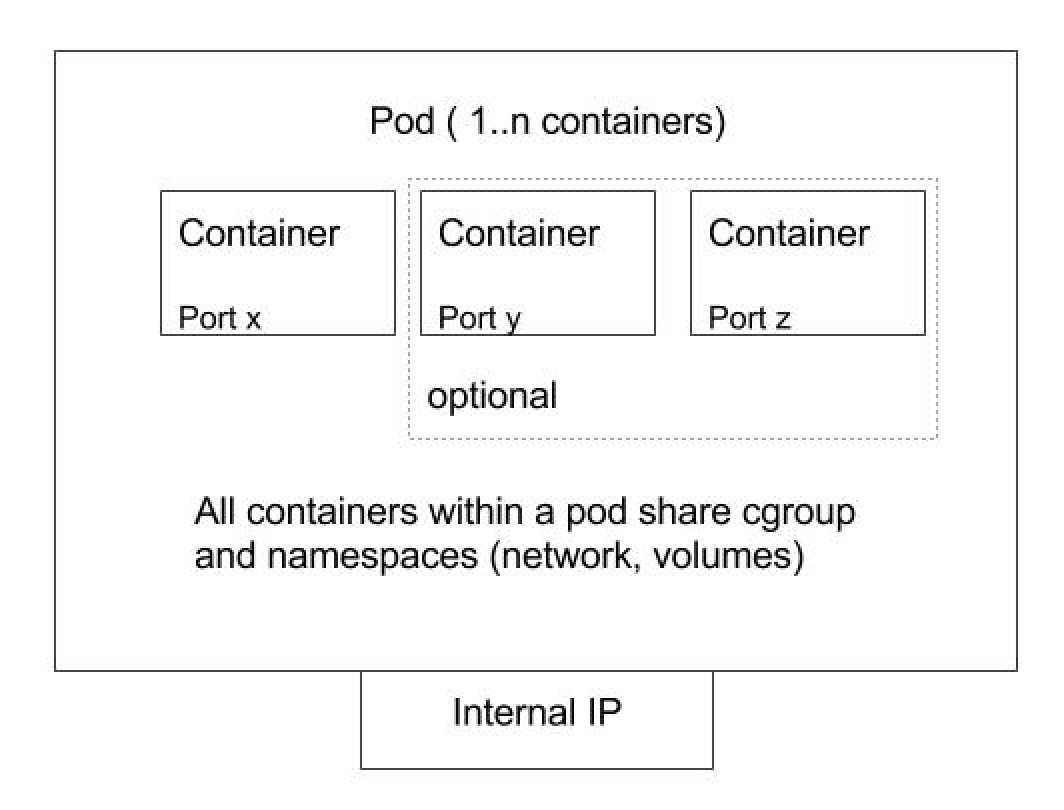 Pod ( 1..n containers)
Container
Port x
Container
Port y
Container
Port z
optional
All containers within a pod share cgroup
and namespaces (network, volumes)
Internal IP